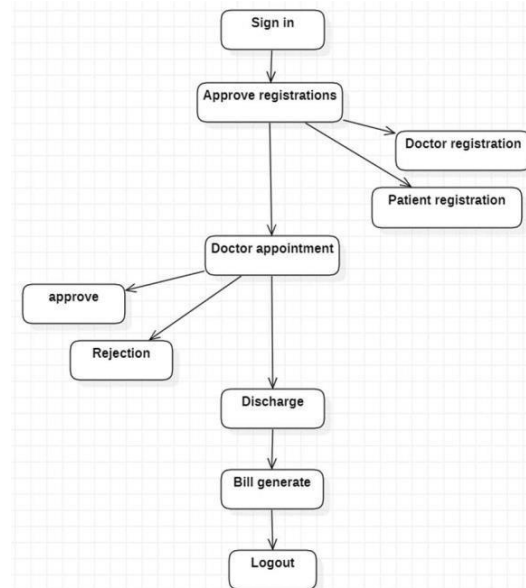 Sign in
Approve registrations
Doctor registration
Patient registration
Doctor appointment
approve
Rejection
Discharge
Bill generate
Logout